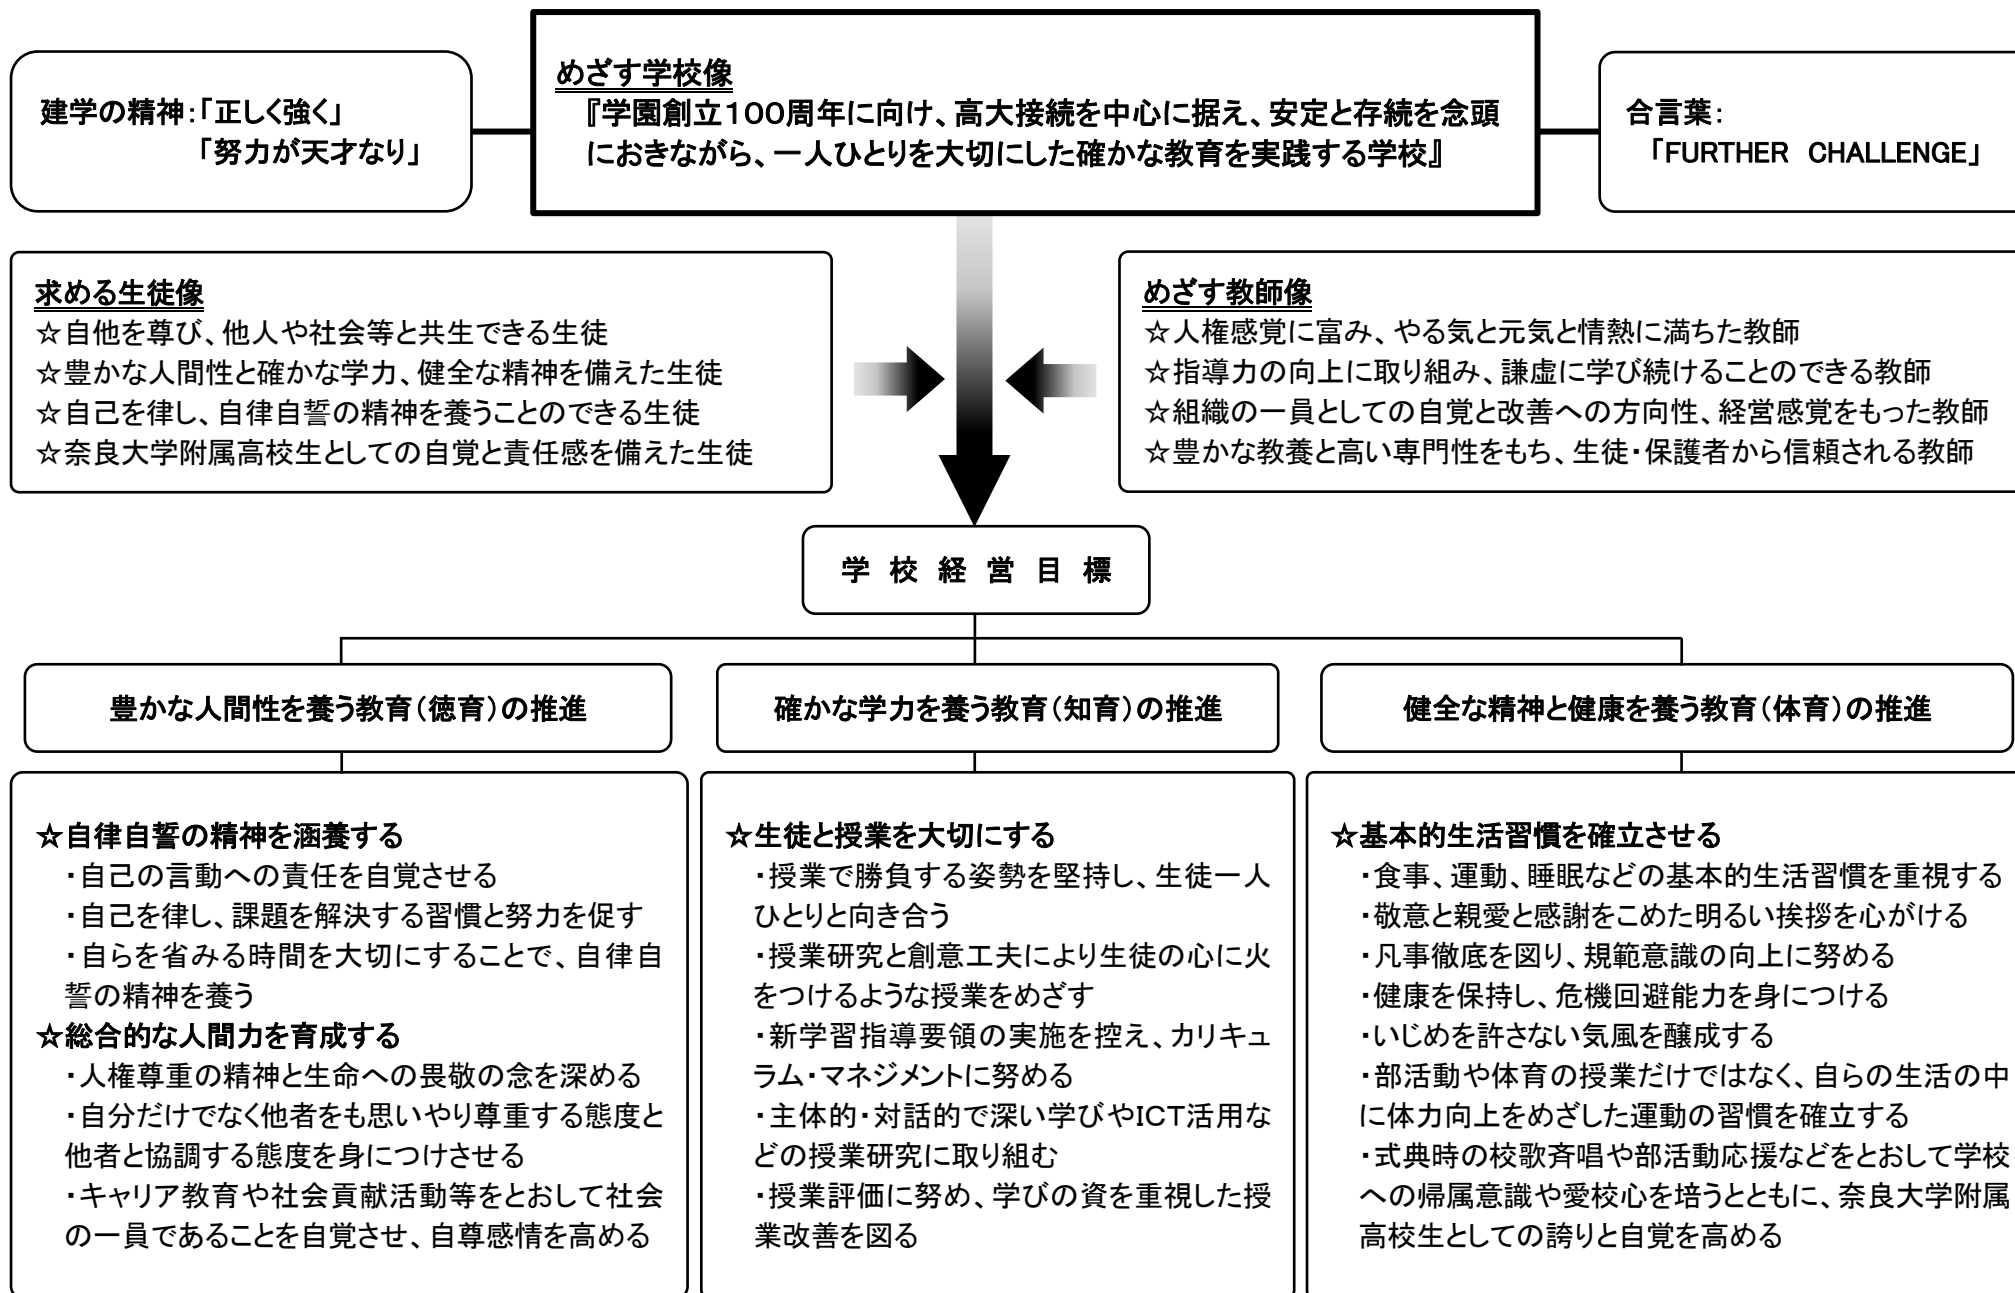 建学の精神:「正しく強く」
「努力が天才なり」
めざす学校像
『学園創立100周年に向け、高大接続を中心に据え、安定と存続を念頭
におきながら、一人ひとりを大切にした確かな教育を実践する学校』
合言葉:
「FURTHER CHALLENGE」
求める生徒像
☆自他を尊び、他人や社会等と共生できる生徒
☆豊かな人間性と確かな学力、健全な精神を備えた生徒
☆自己を律し、自律自誓の精神を養うことのできる生徒
☆奈良大学附属高校生としての自覚と責任感を備えた生徒
めざす教師像
☆人権感覚に富み、やる気と元気と情熱に満ちた教師
☆指導力の向上に取り組み、謙虚に学び続けることのできる教師
☆組織の一員としての自覚と改善への方向性、経営感覚をもった教師
☆豊かな教養と高い専門性をもち、生徒・保護者から信頼される教師
学校経営目標
豊かな人間性を養う教育(徳育)の推進
確かな学力を養う教育(知育)の推進
健全な精神と健康を養う教育(体育)の推進
☆自律自誓の精神を涵養する
・自己の言動への責任を自覚させる
・自己を律し、課題を解決する習慣と努力を促す
・自らを省みる時間を大切にすることで、自律自
誓の精神を養う
☆総合的な人間力を育成する
・人権尊重の精神と生命への畏敬の念を深める
・自分だけでなく他者をも思いやり尊重する態度と
他者と協調する態度を身につけさせる
・キャリア教育や社会貢献活動等をとおして社会
の一員であることを自覚させ、自尊感情を高める
☆生徒と授業を大切にする
・授業で勝負する姿勢を堅持し、生徒一人
ひとりと向き合う
・授業研究と創意工夫により生徒の心に火
をつけるような授業をめざす
・新学習指導要領の実施を控え、カリキュ
ラム・マネジメントに努める
・主体的・対話的で深い学びやICT活用な
どの授業研究に取り組む
・授業評価に努め、学びの資を重視した授
業改善を図る
☆基本的生活習慣を確立させる
・食事、運動、睡眠などの基本的生活習慣を重視する
・敬意と親愛と感謝をこめた明るい挨拶を心がける
・凡事徹底を図り、規範意識の向上に努める
・健康を保持し、危機回避能力を身につける
・いじめを許さない気風を醸成する
・部活動や体育の授業だけではなく、自らの生活の中
に体力向上をめざした運動の習慣を確立する
・式典時の校歌斉唱や部活動応援などをとおして学校
への帰属意識や愛校心を培うとともに、奈良大学附属
高校生としての誇りと自覚を高める